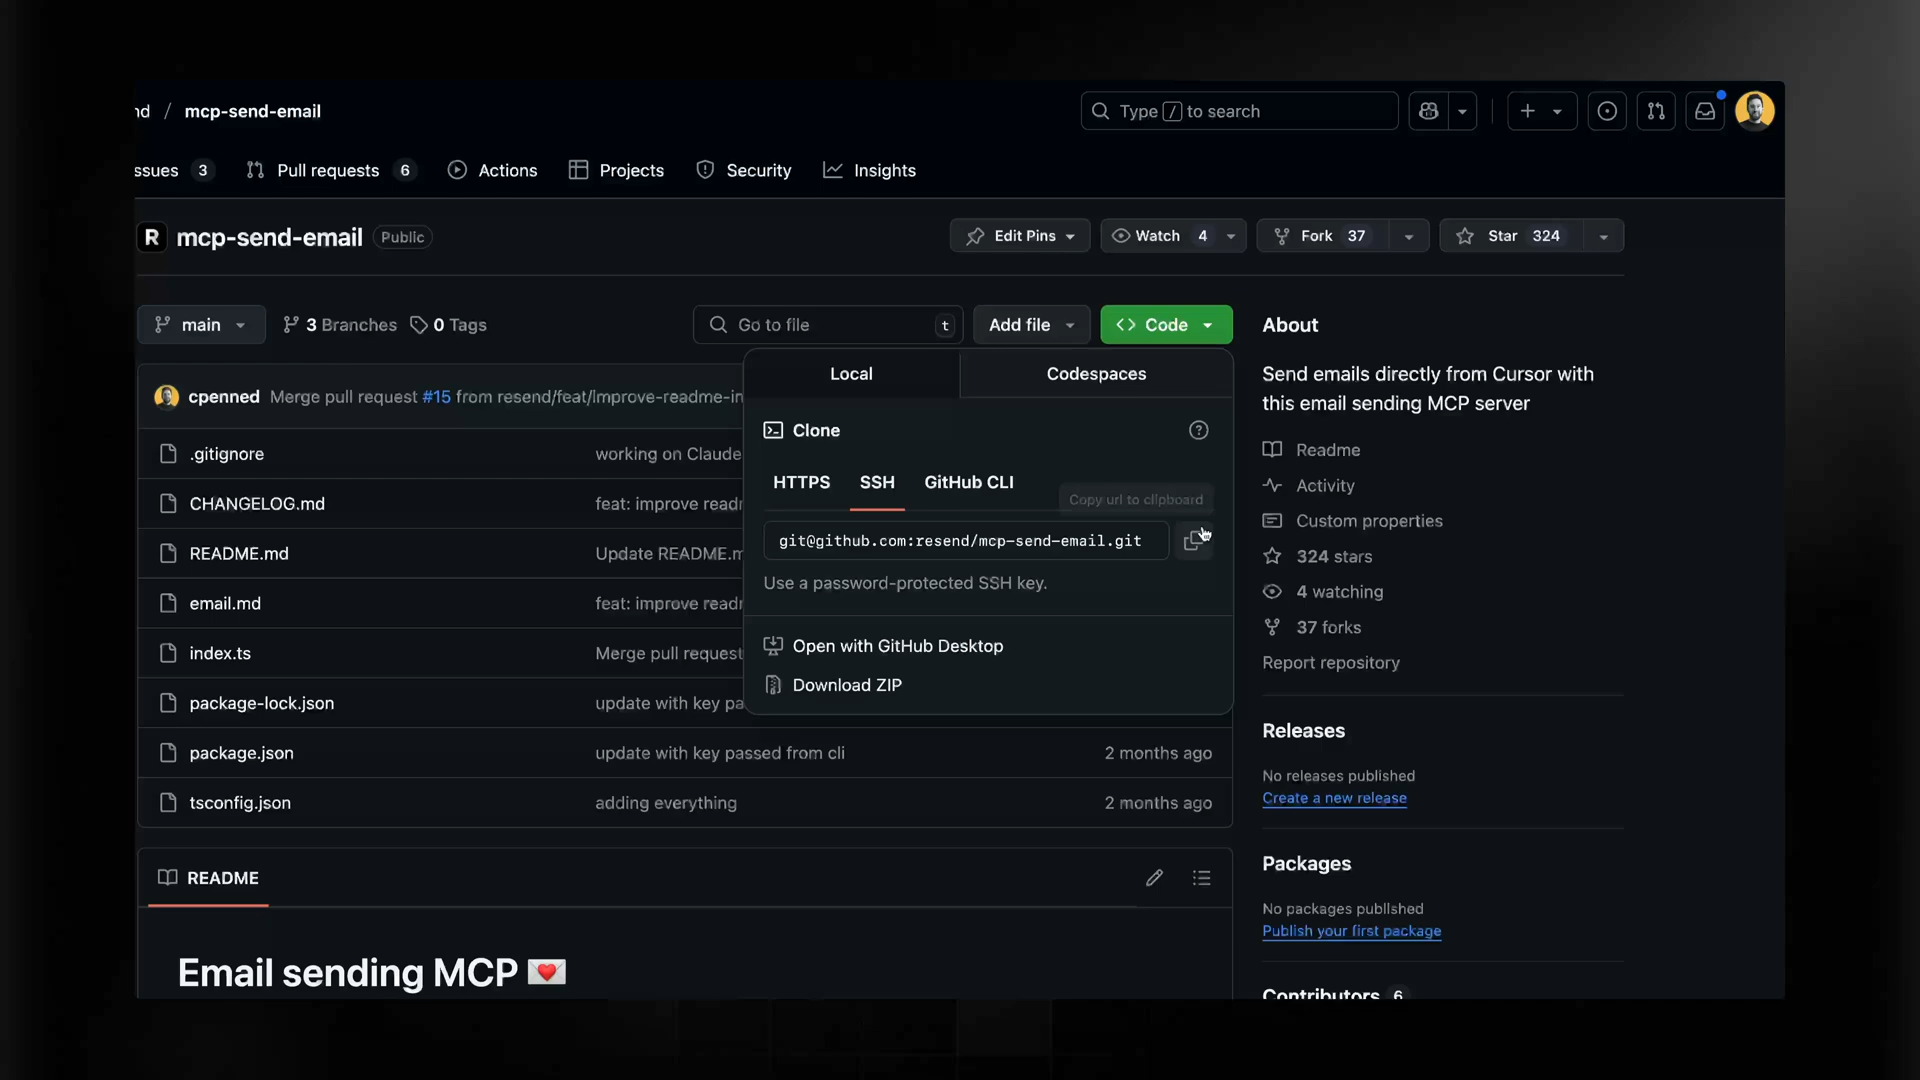 nd / mcp-send-email
Type / to search
ssues 3 Pull requests 6 Actions Projects Security Insights
R mcp-send-email Public
Edit Pins Watch 4 Fork 37 Star 324
main 3 Branches 0 Tags
Go to file t Add file <> Code
cpenned Merge pull request #15 from resend/feat/improve-readme-in
.gitignore working on Claude
CHANGELOG.md feat: improve readm
README.md Update README.m
email.md feat: improve readm
index.ts Merge pull request
package-lock.json update with key pa
package.json update with key passed from cli 2 months ago
tsconfig.json adding everything 2 months ago
Local Codespaces
Clone
HTTPS SSH GitHub CLI
Copy url to clipboard
git@github.com:resend/mcp-send-email.git
Use a password-protected SSH key.
Open with GitHub Desktop
Download ZIP
README
Email sending MCP
About
Send emails directly from Cursor with
this email sending MCP server
Readme
Activity
Custom properties
324 stars
4 watching
37 forks
Report repository
Releases
No releases published
Create a new release
Packages
No packages published
Publish your first package
Contributors 6